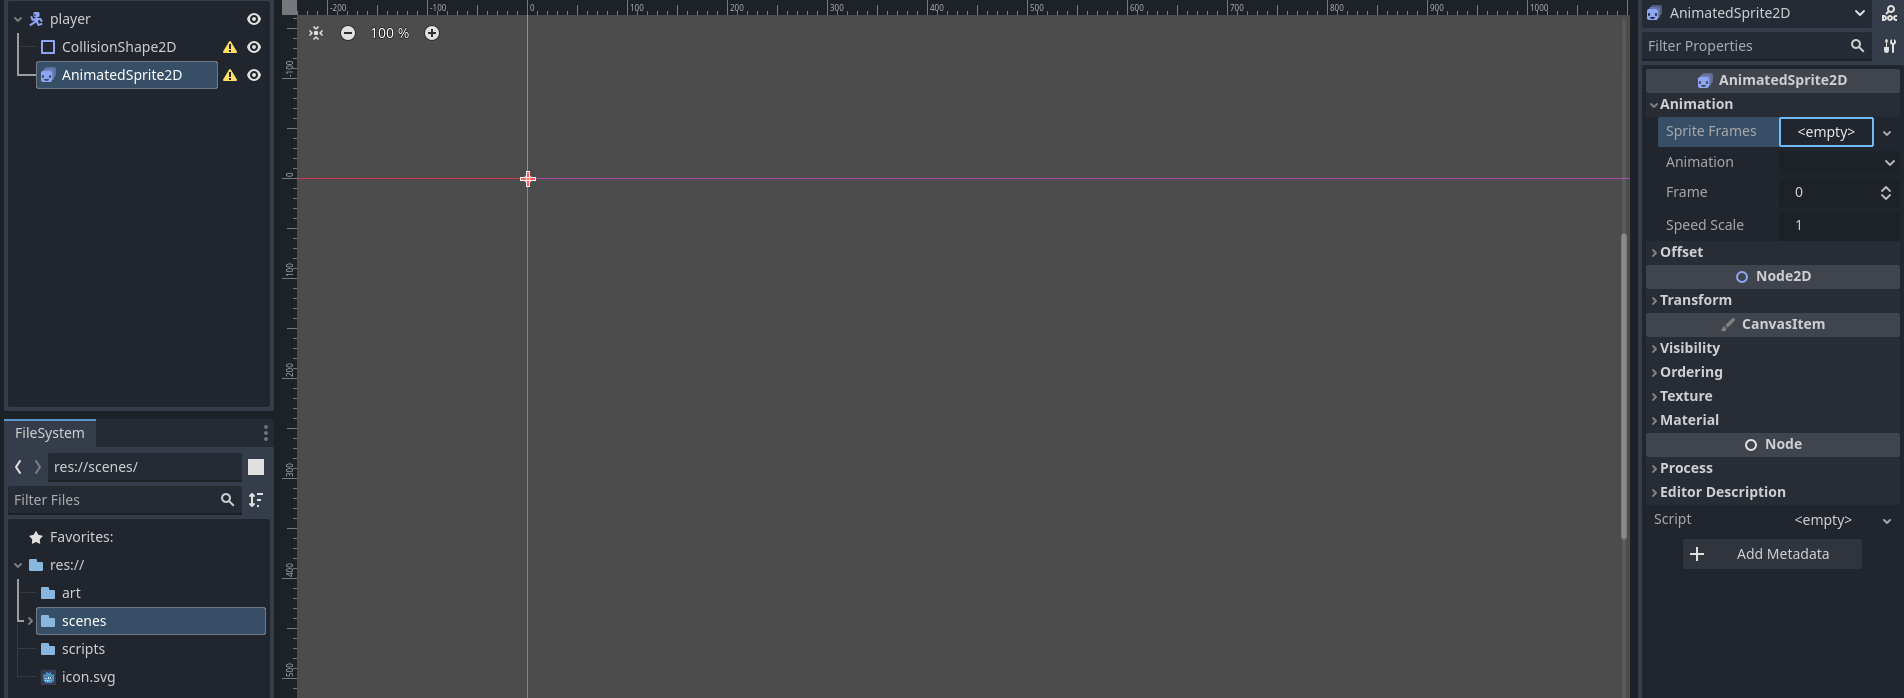 player
CollisionShape2D
AnimatedSprite2D
FileSystem
res://scenes/
Filter Files
Favorites:
res://
art
scenes
scripts
icon.svg
-200 -100 0 100 200 300 400 500 600 700 800 900 1000
100 %
-100
0
100
200
300
400
500
AnimatedSprite2D
DOC
Filter Properties
AnimatedSprite2D
Animation
Sprite Frames <empty>
Animation
Frame 0
Speed Scale 1
Offset
Node2D
Transform
CanvasItem
Visibility
Ordering
Texture
Material
Node
Process
Editor Description
Script <empty>
Add Metadata